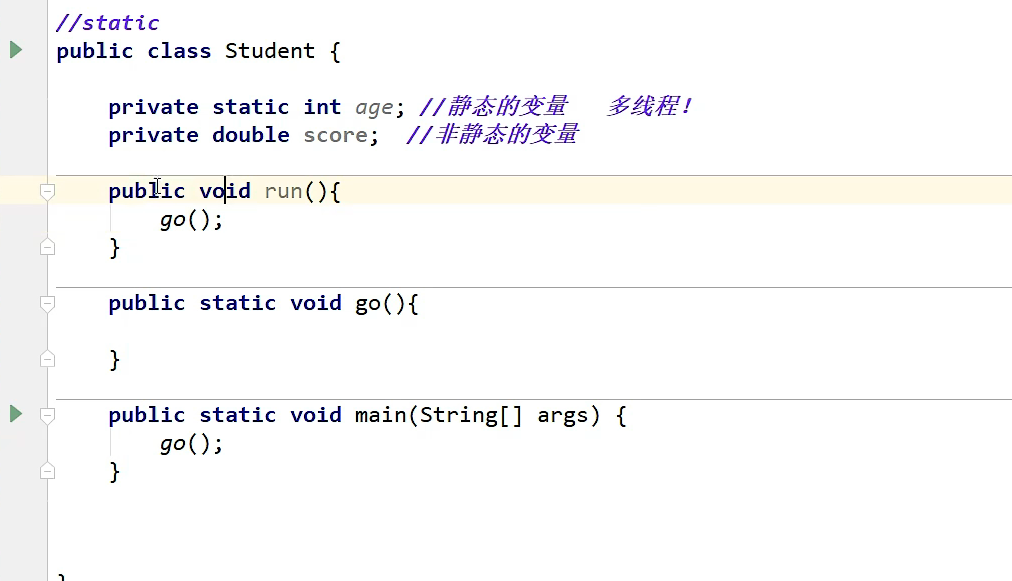 //static
public class Student {
private static int age; //静态的变量 多线程!
private double score; //非静态的变量
public void run(){
go();
}
public static void go(){
}
public static void main(String[] args) {
go();
}
}